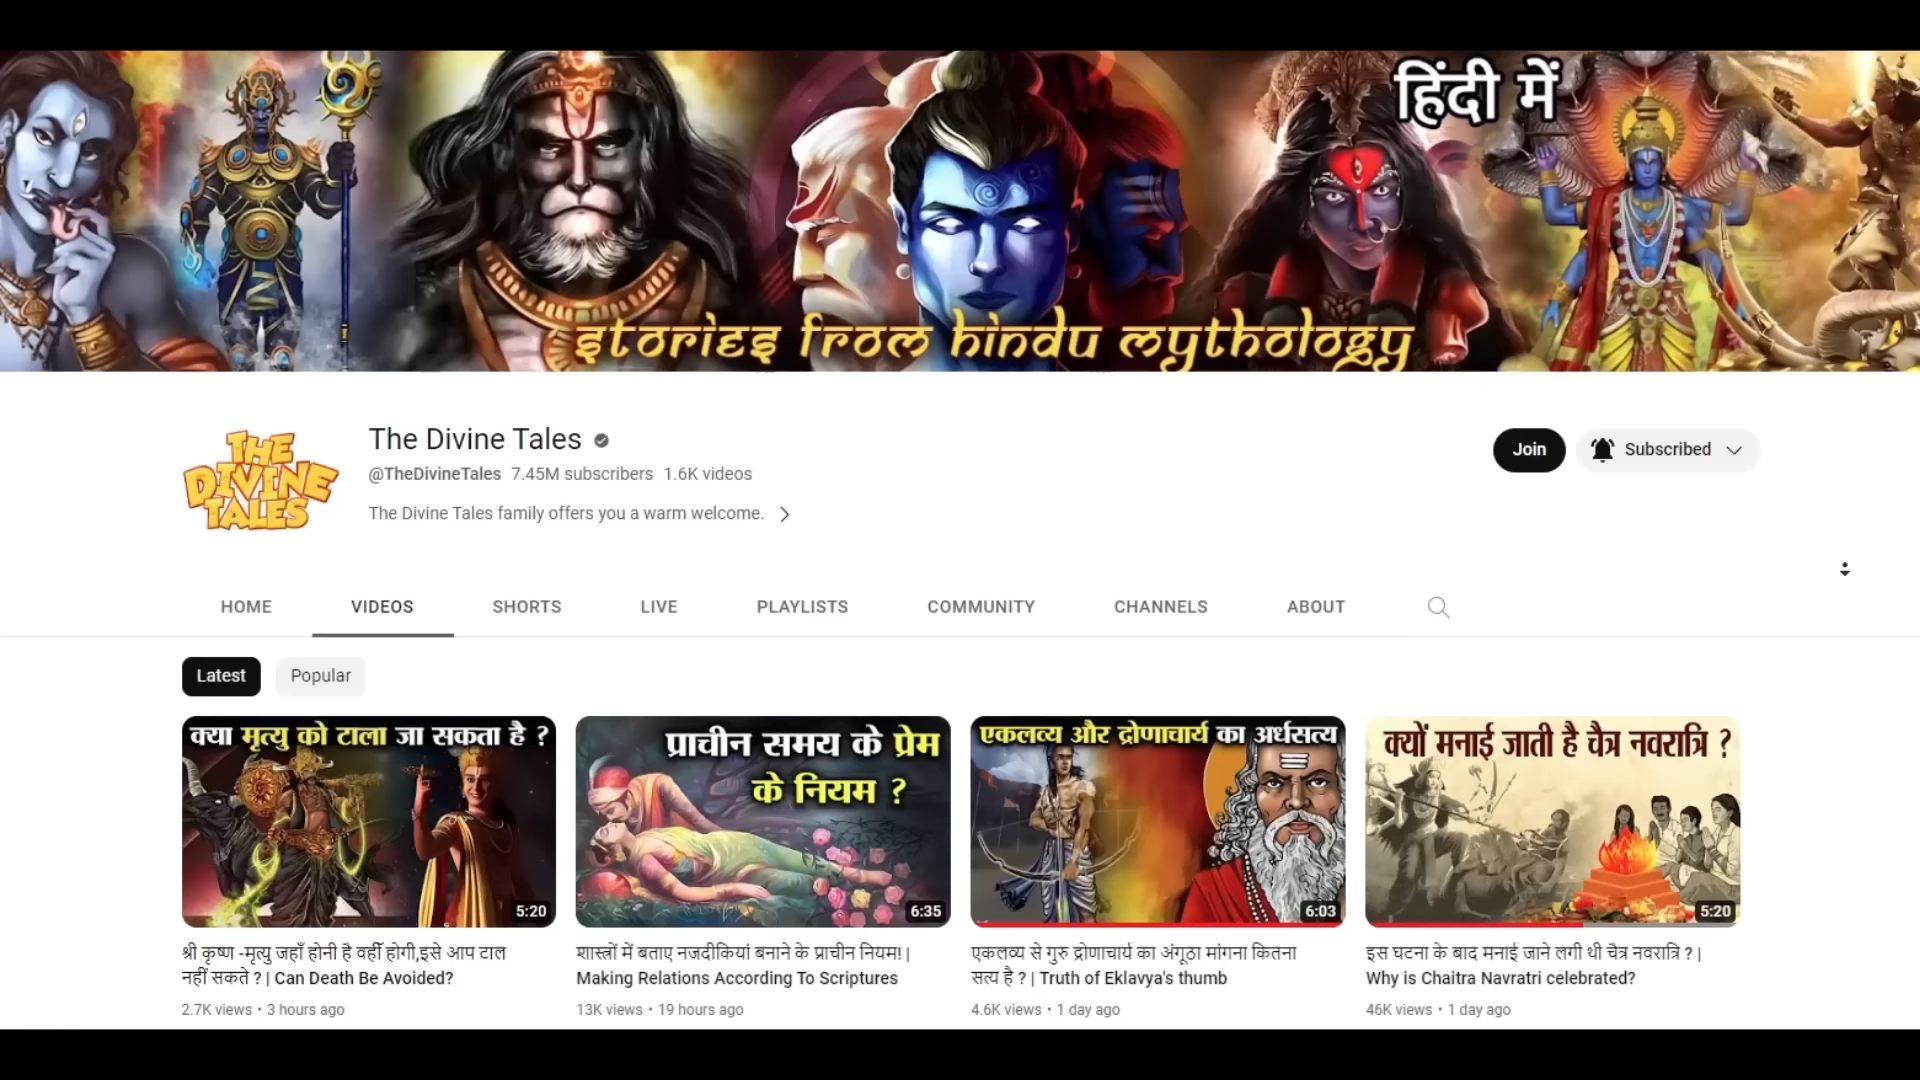 हिंदी में
stories from hindu mythology
THE
DIVINE
TALES
The Divine Tales
@TheDivineTales 7.45M subscribers 1.6K videos
The Divine Tales family offers you a warm welcome.
Join
Subscribed
HOME VIDEOS SHORTS LIVE PLAYLISTS COMMUNITY CHANNELS ABOUT
Latest Popular
क्या मृत्यु को टाला जा सकता है ?
5:20
श्री कृष्ण -मृत्यु जहाँ होनी है वहीँ होगी,इसे आप टाल
नहीं सकते ? | Can Death Be Avoided?
2.7K views • 3 hours ago
प्राचीन समय के प्रेम
के नियम ?
6:35
शास्त्रों में बताए नजदीकियां बनाने के प्राचीन नियम! |
Making Relations According To Scriptures
13K views • 19 hours ago
एकलव्य और द्रोणाचार्य का अर्धसत्य
6:03
एकलव्य से गुरु द्रोणाचार्य का अंगूठा मांगना कितना
सत्य है ? | Truth of Eklavya's thumb
4.6K views • 1 day ago
क्यों मनाई जाती है चैत्र नवरात्रि ?
5:20
इस घटना के बाद मनाई जाने लगी थी चैत्र नवरात्रि ? |
Why is Chaitra Navratri celebrated?
46K views • 1 day ago